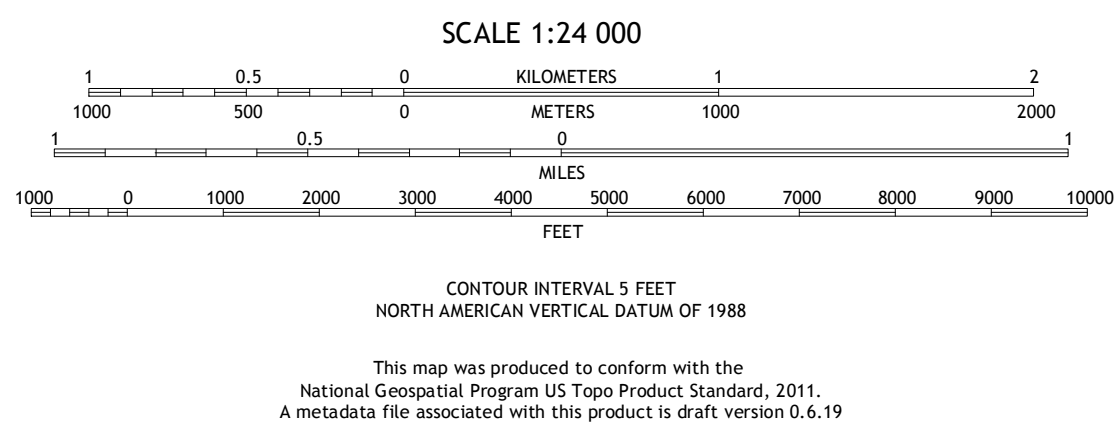 SCALE 1:24 000
1 0.5 0 KILOMETERS 1 2
1000 500 0 METERS 1000 2000
1 0.5 0 1
MILES
1000 0 1000 2000 3000 4000 5000 6000 7000 8000 9000 10000
FEET
CONTOUR INTERVAL 5 FEET
NORTH AMERICAN VERTICAL DATUM OF 1988
This map was produced to conform with the
National Geospatial Program US Topo Product Standard, 2011.
A metadata file associated with this product is draft version 0.6.19